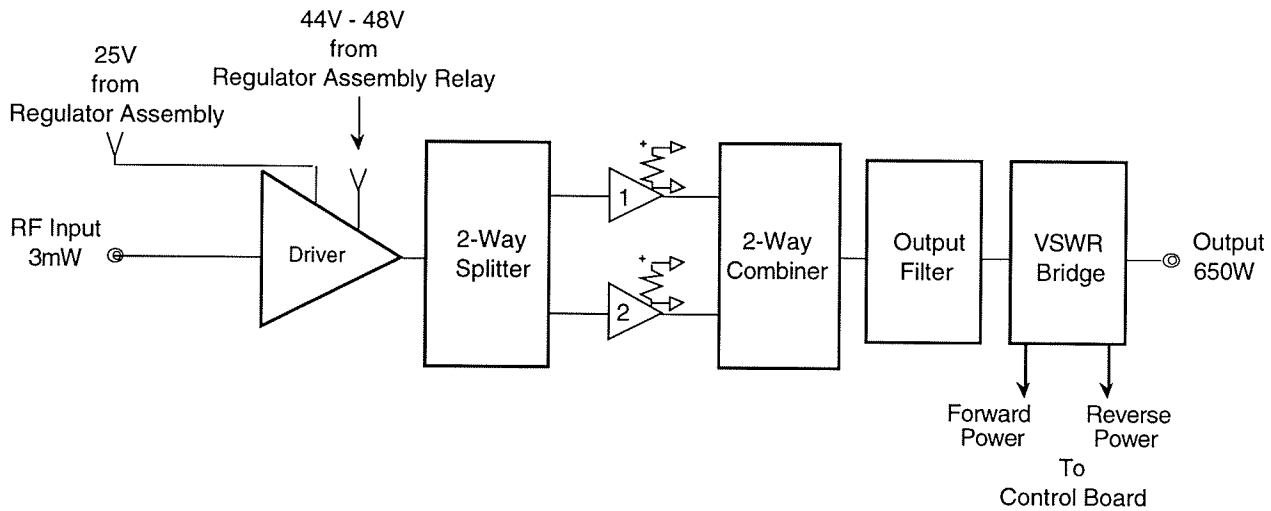 44V - 48V
from
Regulator Assembly Relay
25V
from
Regulator Assembly
RF Input
3mW
Driver
2-Way
Splitter
+
1
+
2
2-Way
Combiner
Output
Filter
VSWR
Bridge
Output
650W
Forward
Power
Reverse
Power
To
Control Board